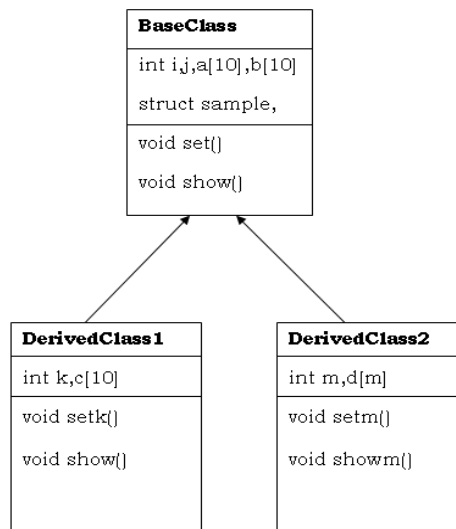 BaseClass
int i,j,a[10],b[10]
struct sample,
void set()
void show()
DerivedClass1
int k,c[10]
void setk()
void show()
DerivedClass2
int m,d[m]
void setm()
void showm()